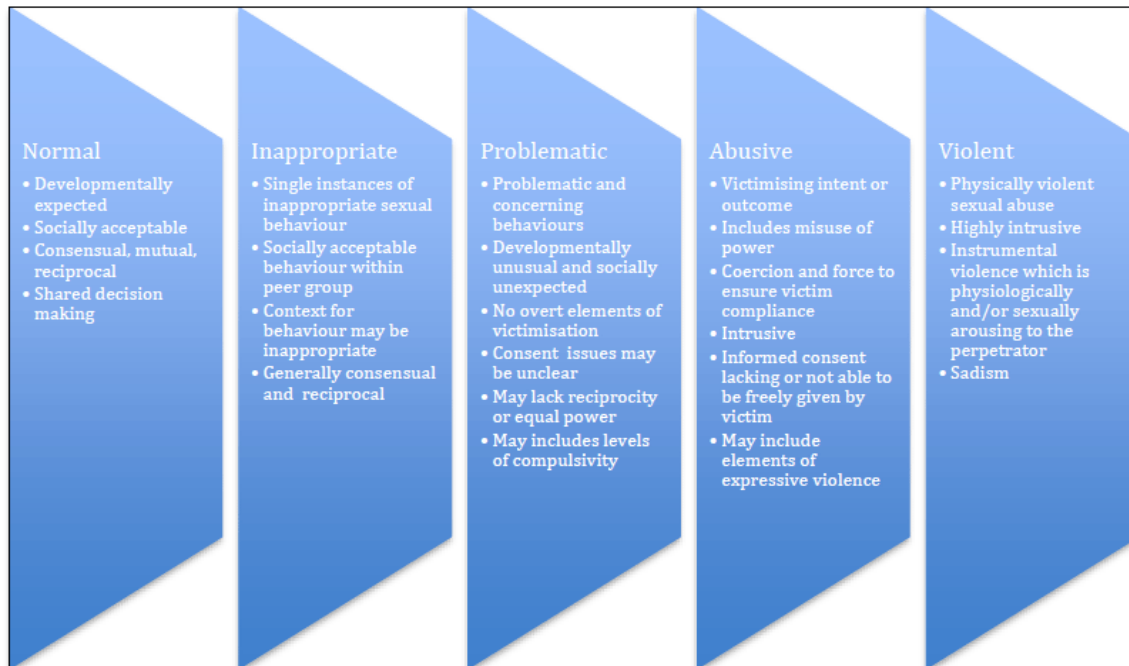 Normal
• Developmentally
expected
• Socially acceptable
• Consensual, mutual,
reciprocal
• Shared decision
making
Inappropriate
• Single instances of
inappropriate sexual
behaviour
• Socially acceptable
behaviour within
peer group
• Context for
behaviour may be
inappropriate
• Generally consensual
and reciprocal
Problematic
• Problematic and
concerning
behaviours
• Developmentally
unusual and socially
unexpected
• No overt elements of
victimisation
• Consent issues may
be unclear
• May lack reciprocity
or equal power
• May includes levels
of compulsivity
Abusive
• Victimising intent or
outcome
• Includes misuse of
power
• Coercion and force to
ensure victim
compliance
• Intrusive
• Informed consent
lacking or not able to
be freely given by
victim
• May include
elements of
expressive violence
Violent
• Physically violent
sexual abuse
• Highly intrusive
• Instrumental
violence which is
physiologically
and/or sexually
arousing to the
perpetrator
• Sadism